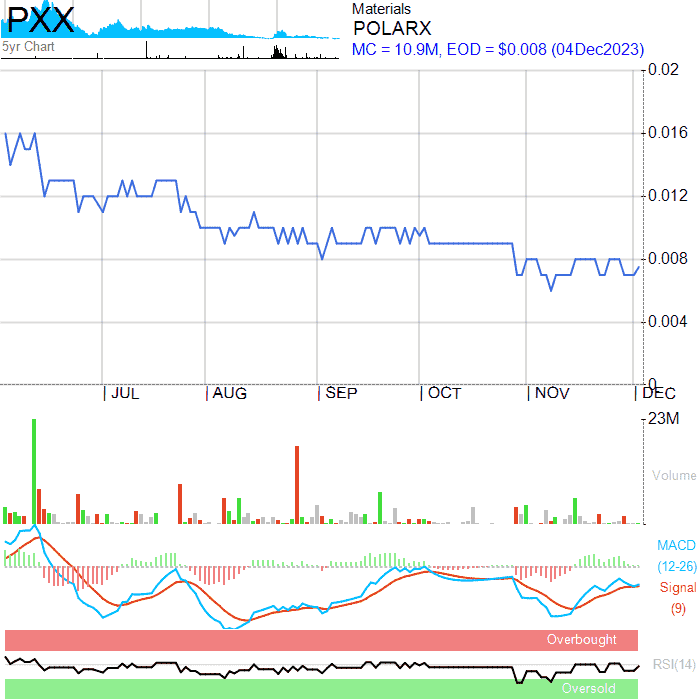 PXX
5yr Chart
Materials
POLARX
MC = 10.9M, EOD = $0.008 (04Dec2023)
0.02
0.016
0.012
0.008
0.004
0
JUL AUG SEP OCT NOV DEC
23M
Volume
MACD
(12-26)
Signal
(9)
Overbought
RSI(14)
Oversold